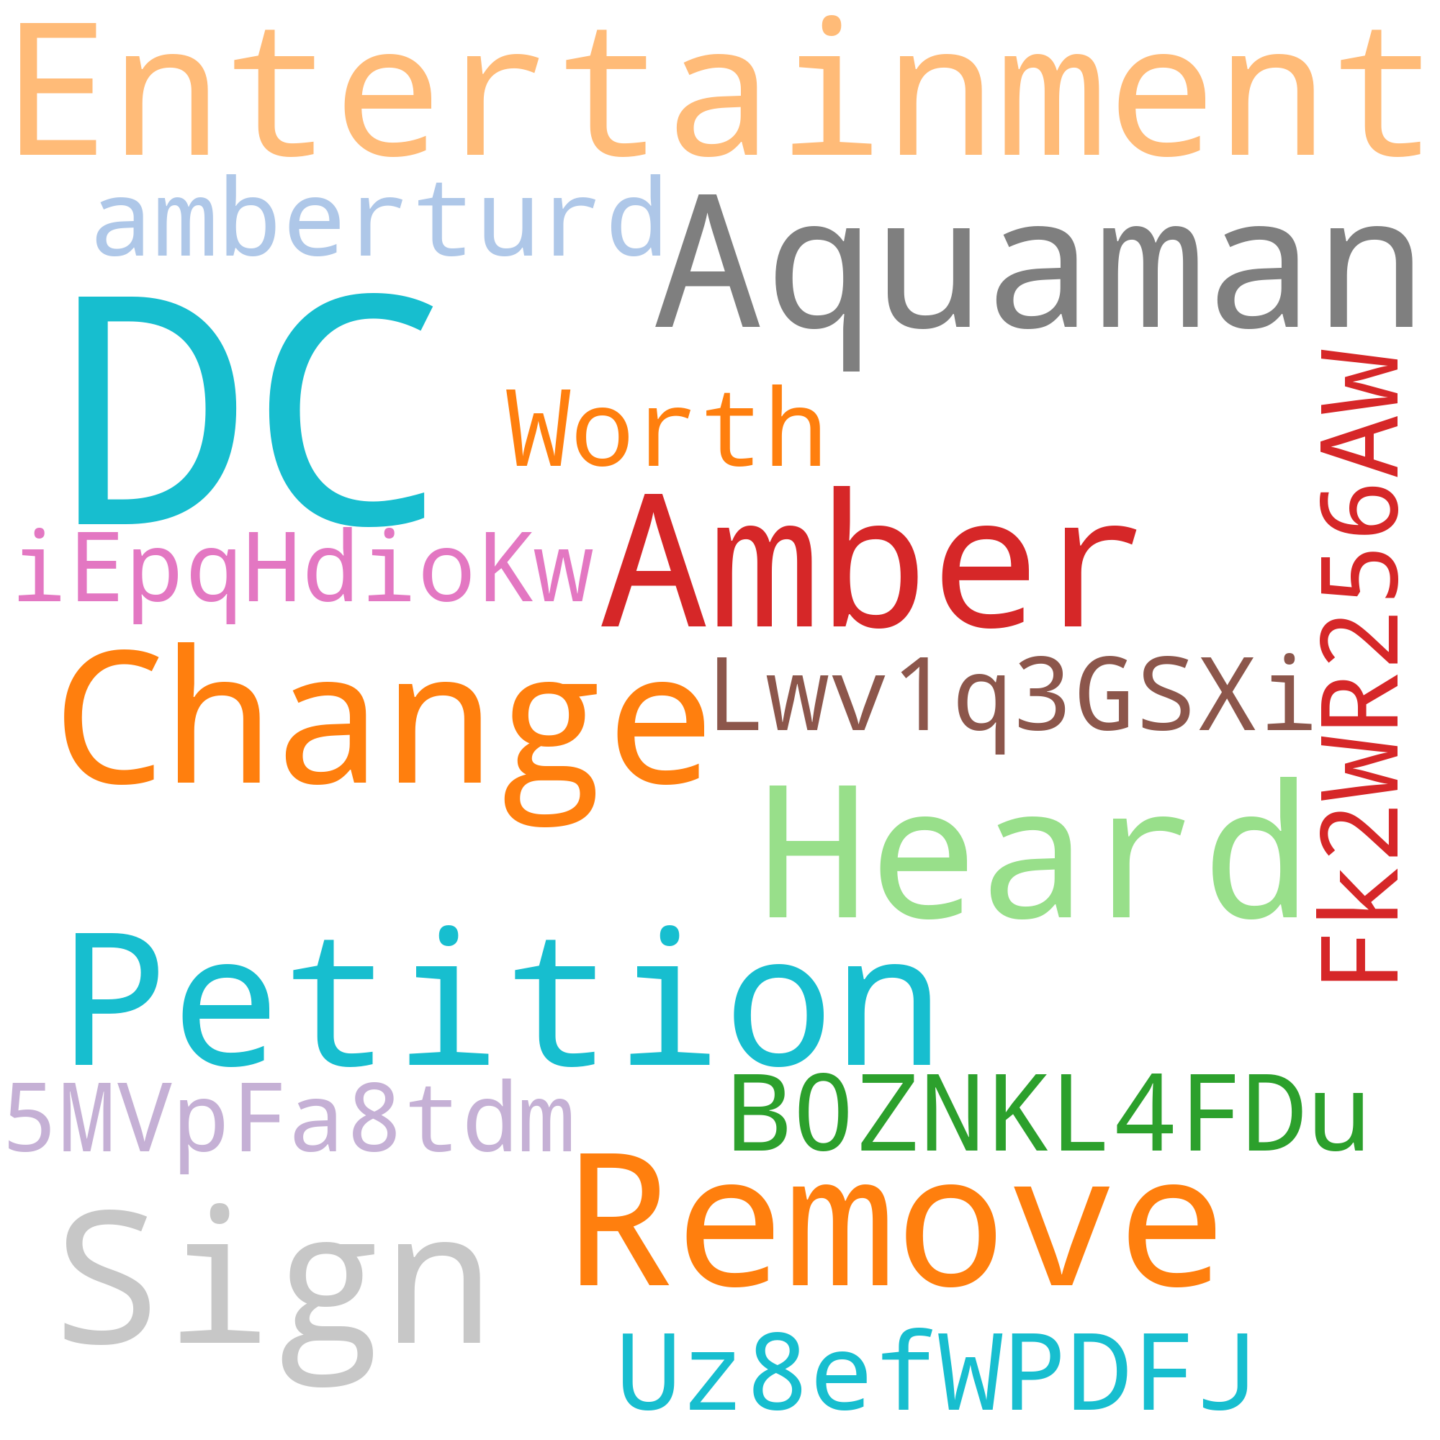 Entertainment
amberturd
Aquaman
DC
Worth
Fk2WR256AW
iEpqHdioKw
Amber
Change
Lwv1q3GSXi
Heard
Petition
5MVpFa8tdm
B0ZNKL4FDu
Remove
Sign
Uz8efWPDFJ